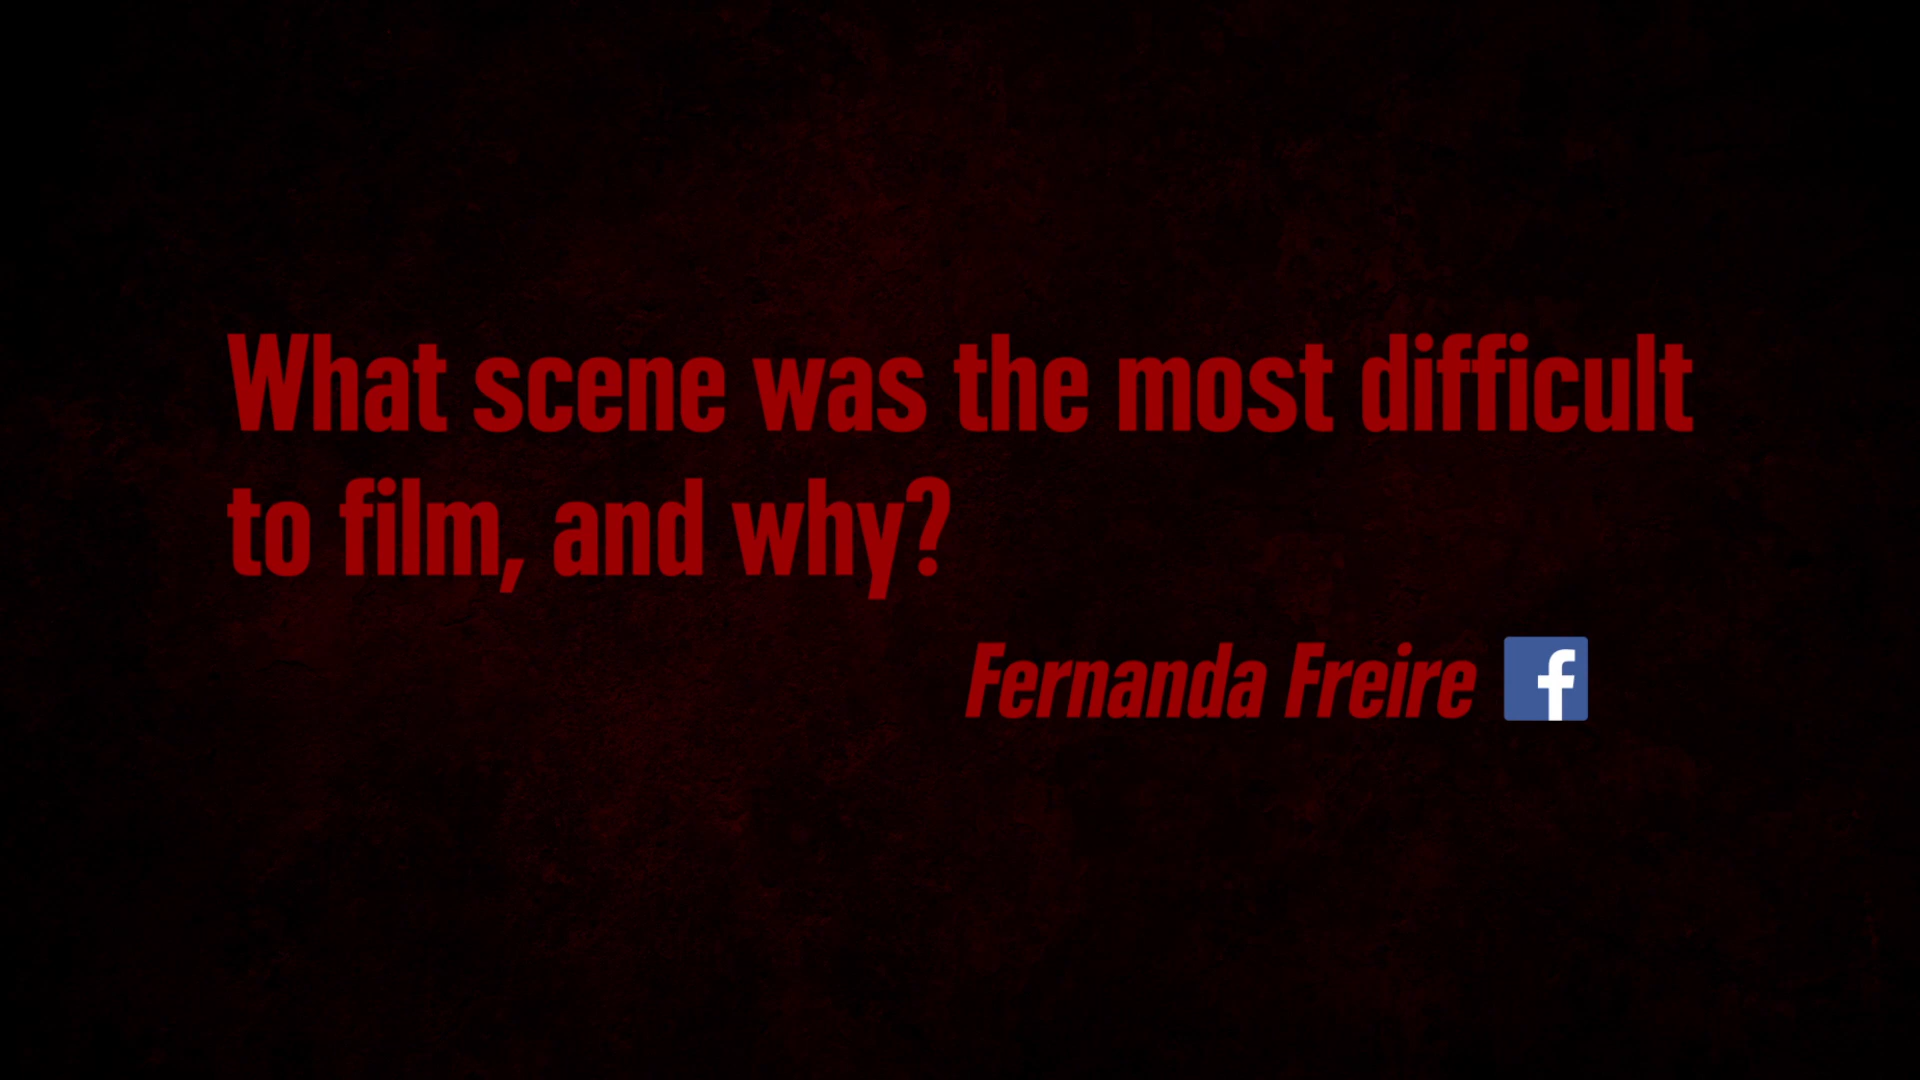 What scene was the most difficult
to film, and why?
Fernanda Freire